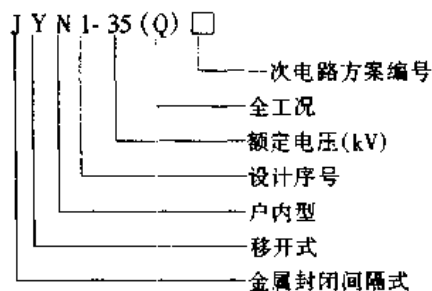 JYN1-35(Q)□
一次电路方案编号
全工况
额定电压(kV)
设计序号
户内型
移开式
金属封闭间隔式